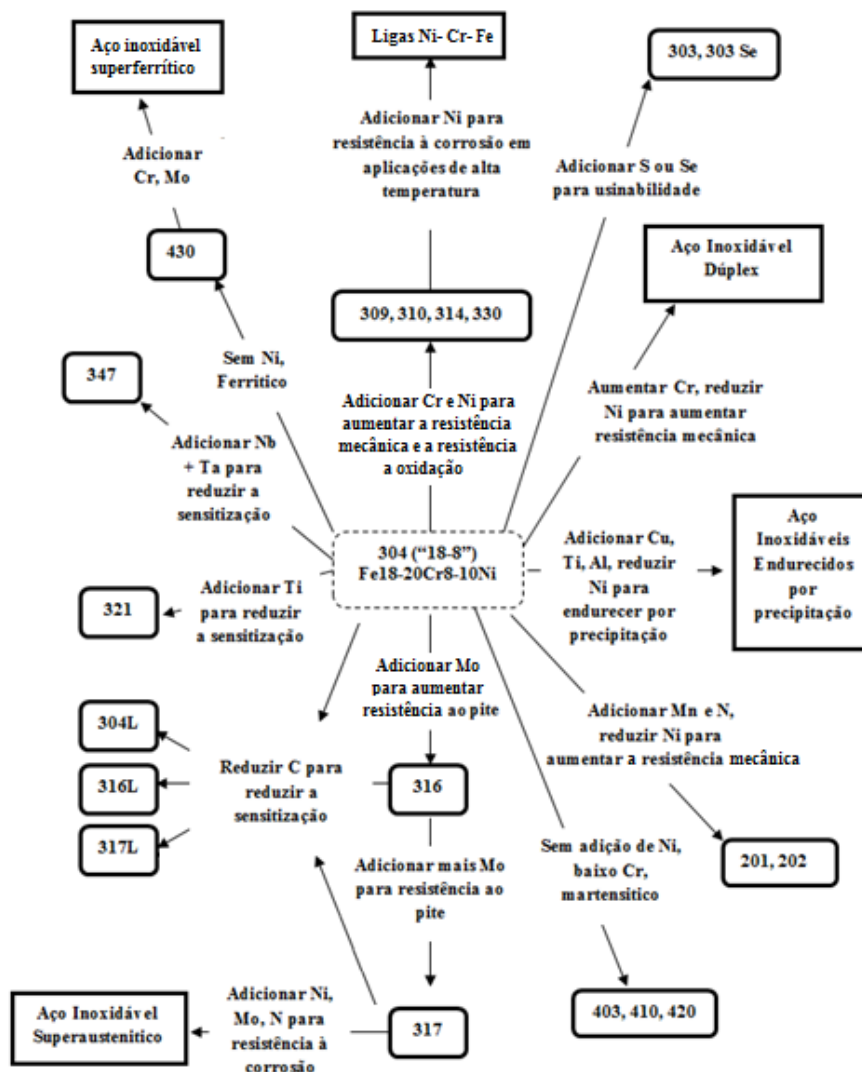 Aço inoxidável
superferrítico
Ligas Ni- Cr- Fe
303, 303 Se
Adicionar
Cr, Mo
Adicionar Ni para
resistência à corrosão em
aplicações de alta
temperatura
Adicionar S ou Se
para usinabilidade
430
Aço Inoxidável
Dúplex
309, 310, 314, 330
Sem Ni,
Ferritico
347
Adicionar Cr e Ni para
aumentar a resistência
mecânica e a resistência
a oxidação
Aumentar Cr, reduzir
Ni para aumentar
resistência mecânica
Adicionar Nb
+ Ta para
reduzir a
sensitização
304 (“18-8”)
Fe18-20Cr8-10Ni
Adicionar Cu,
Ti, Al, reduzir
Ni para
endurecer por
precipitação
Aço
Inoxidáveis
Endurecidos
por
precipitação
321
Adicionar Ti
para reduzir
a sensitização
Adicionar Mo
para aumentar
resistência ao pite
304L
316L
317L
Reduzir C para
reduzir a
sensitização
316
Adicionar Mn e N,
reduzir Ni para
aumentar a resistência mecânica
Adicionar mais Mo
para resistência ao
pite
Sem adição de Ni,
baixo Cr,
martensitico
201, 202
Aço Inoxidável
Superaustenitico
Adicionar Ni,
Mo, N para
resistência à
corrosão
317
403, 410, 420